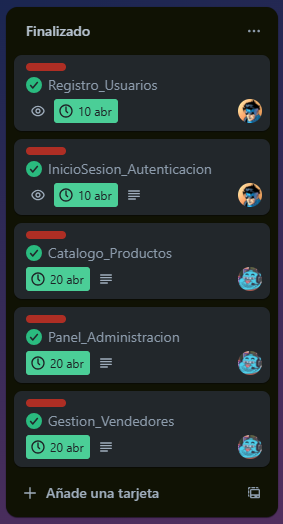 Finalizado
Registro_Usuarios
10 abr
InicioSesion_Autenticacion
10 abr
Catalogo_Productos
20 abr
Panel_Administracion
20 abr
Gestion_Vendedores
20 abr
Añade una tarjeta